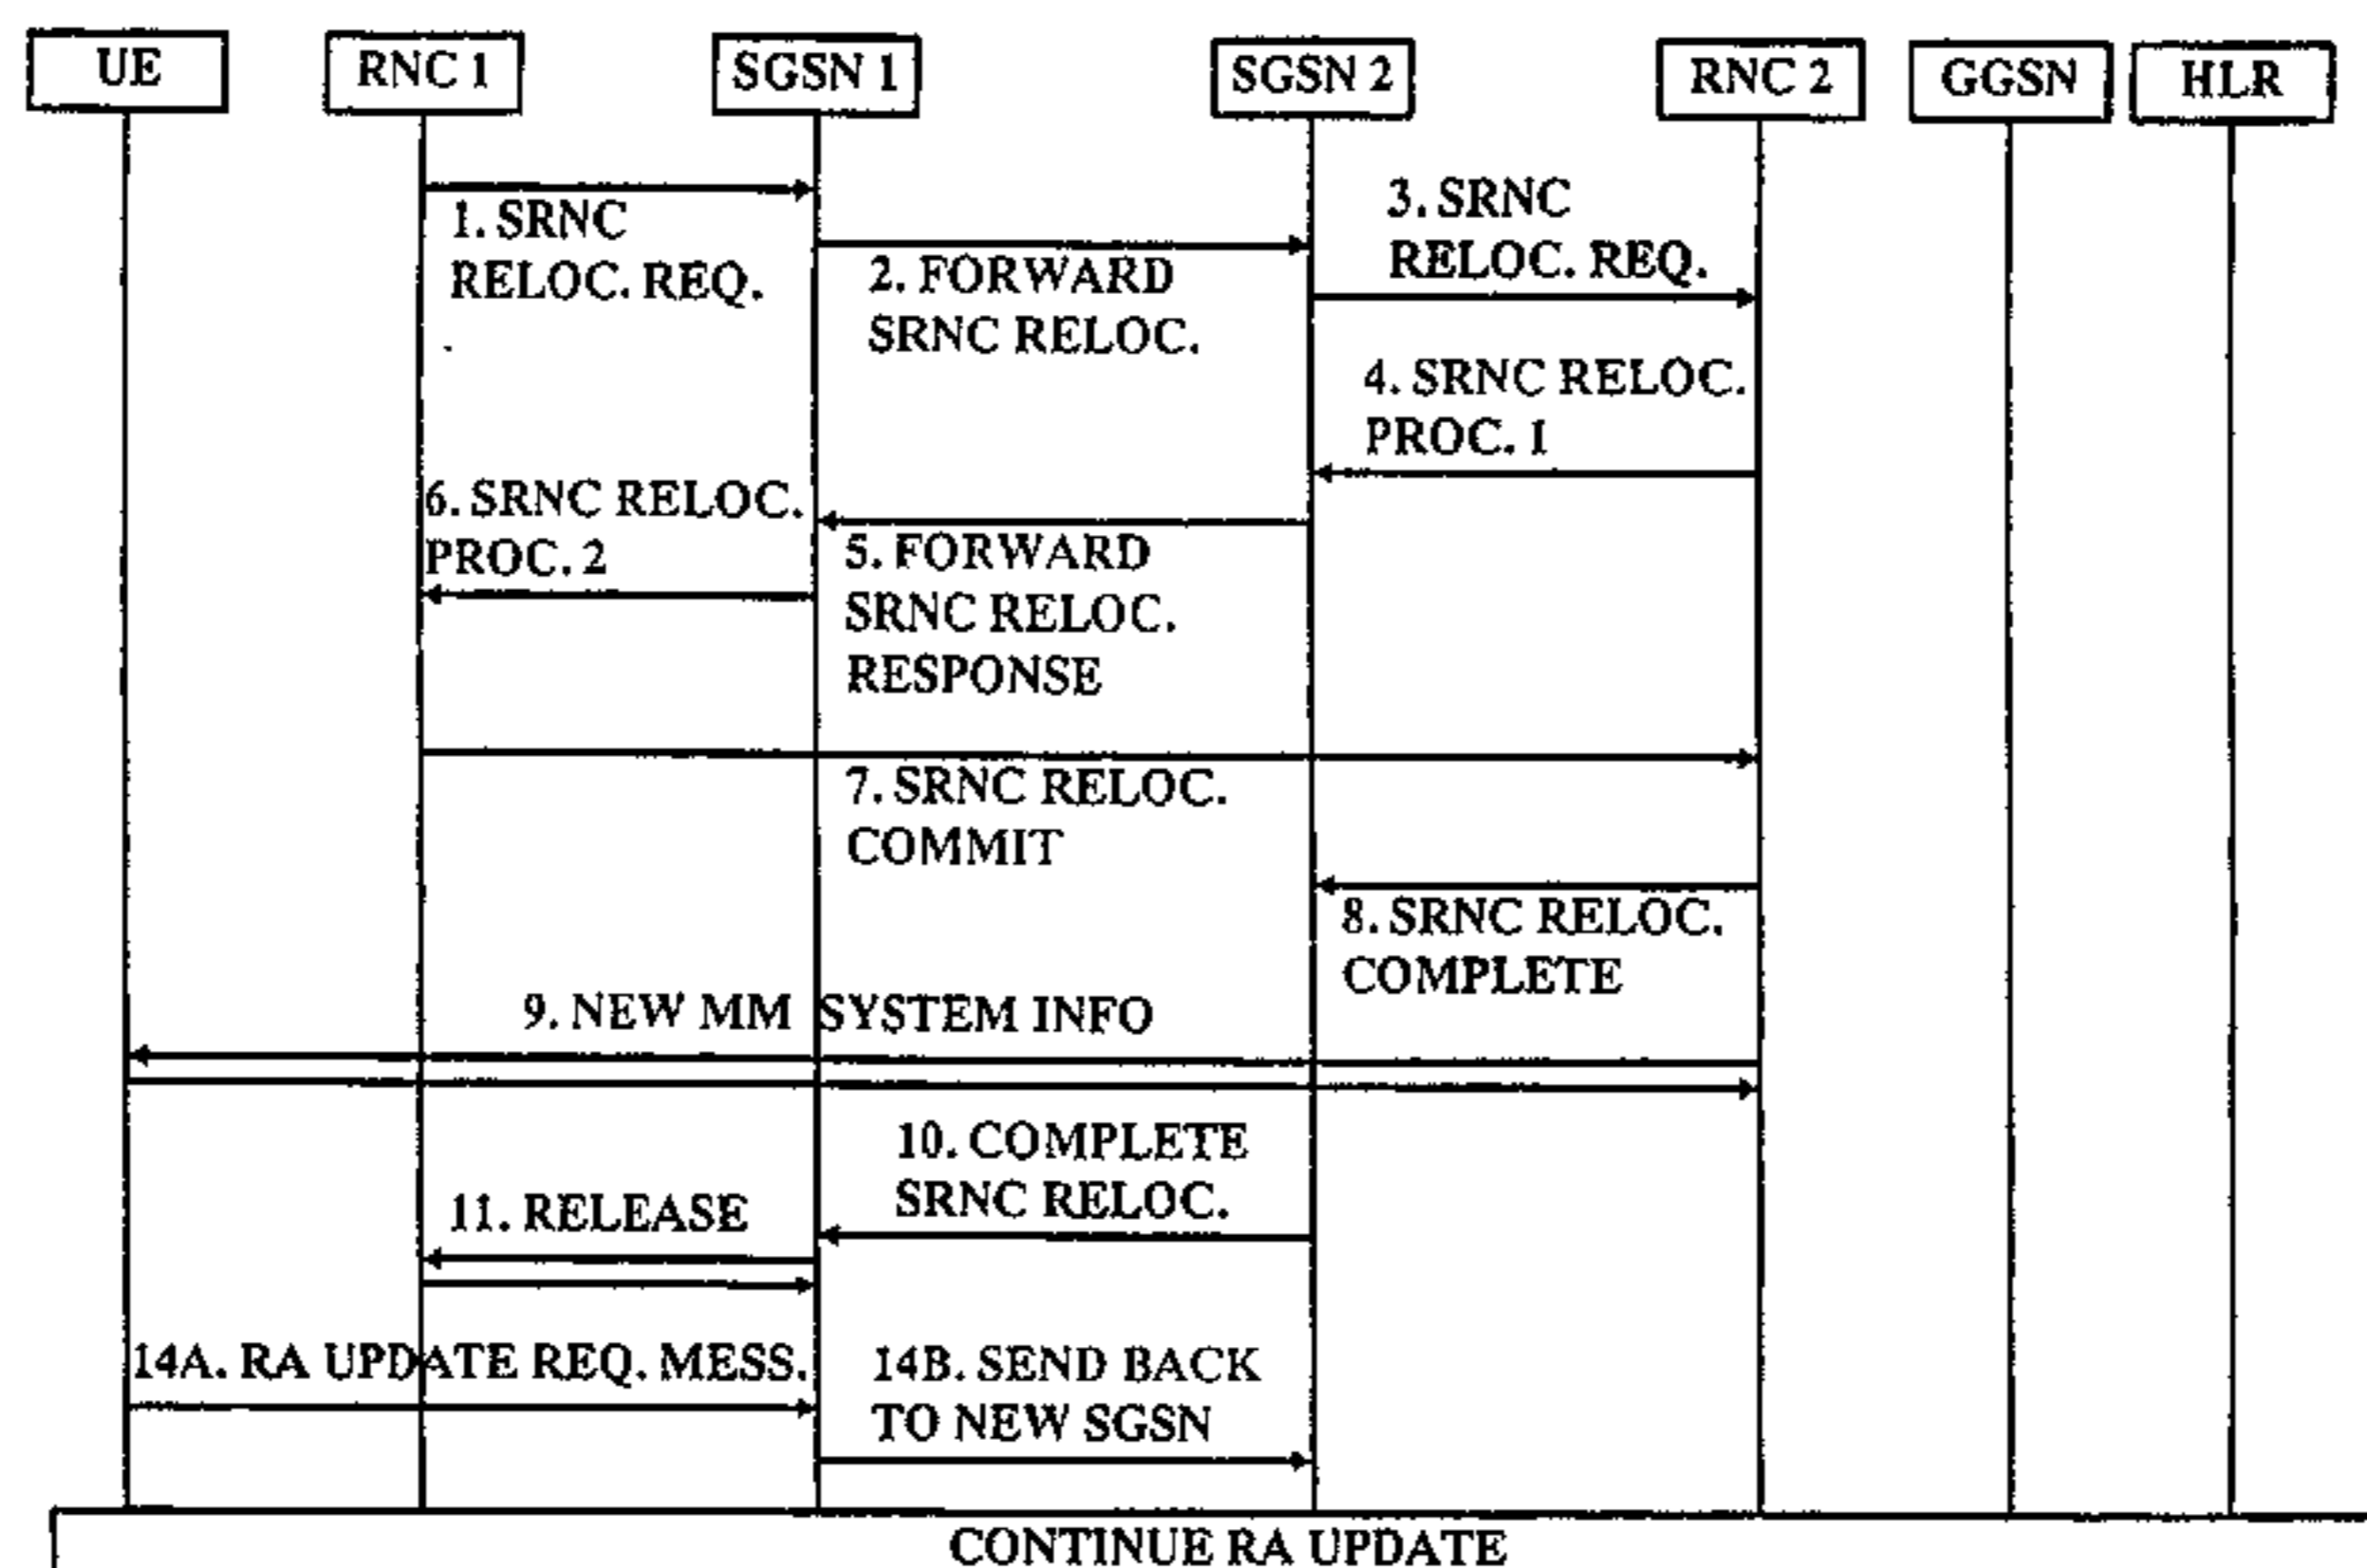 UE
RNC 1
SGSN 1
SGSN 2
RNC 2
GGSN
HLR
1. SRNC
RELOC. REQ.
2. FORWARD
SRNC RELOC.
3. SRNC
RELOC. REQ.
4. SRNC RELOC.
PROC. 1
6. SRNC RELOC.
PROC. 2
5. FORWARD
SRNC RELOC.
RESPONSE
7. SRNC RELOC.
COMMIT
8. SRNC RELOC.
COMPLETE
9. NEW MM SYSTEM INFO
10. COMPLETE
SRNC RELOC.
11. RELEASE
14A. RA UPDATE REQ. MESS.
14B. SEND BACK
TO NEW SGSN
CONTINUE RA UPDATE